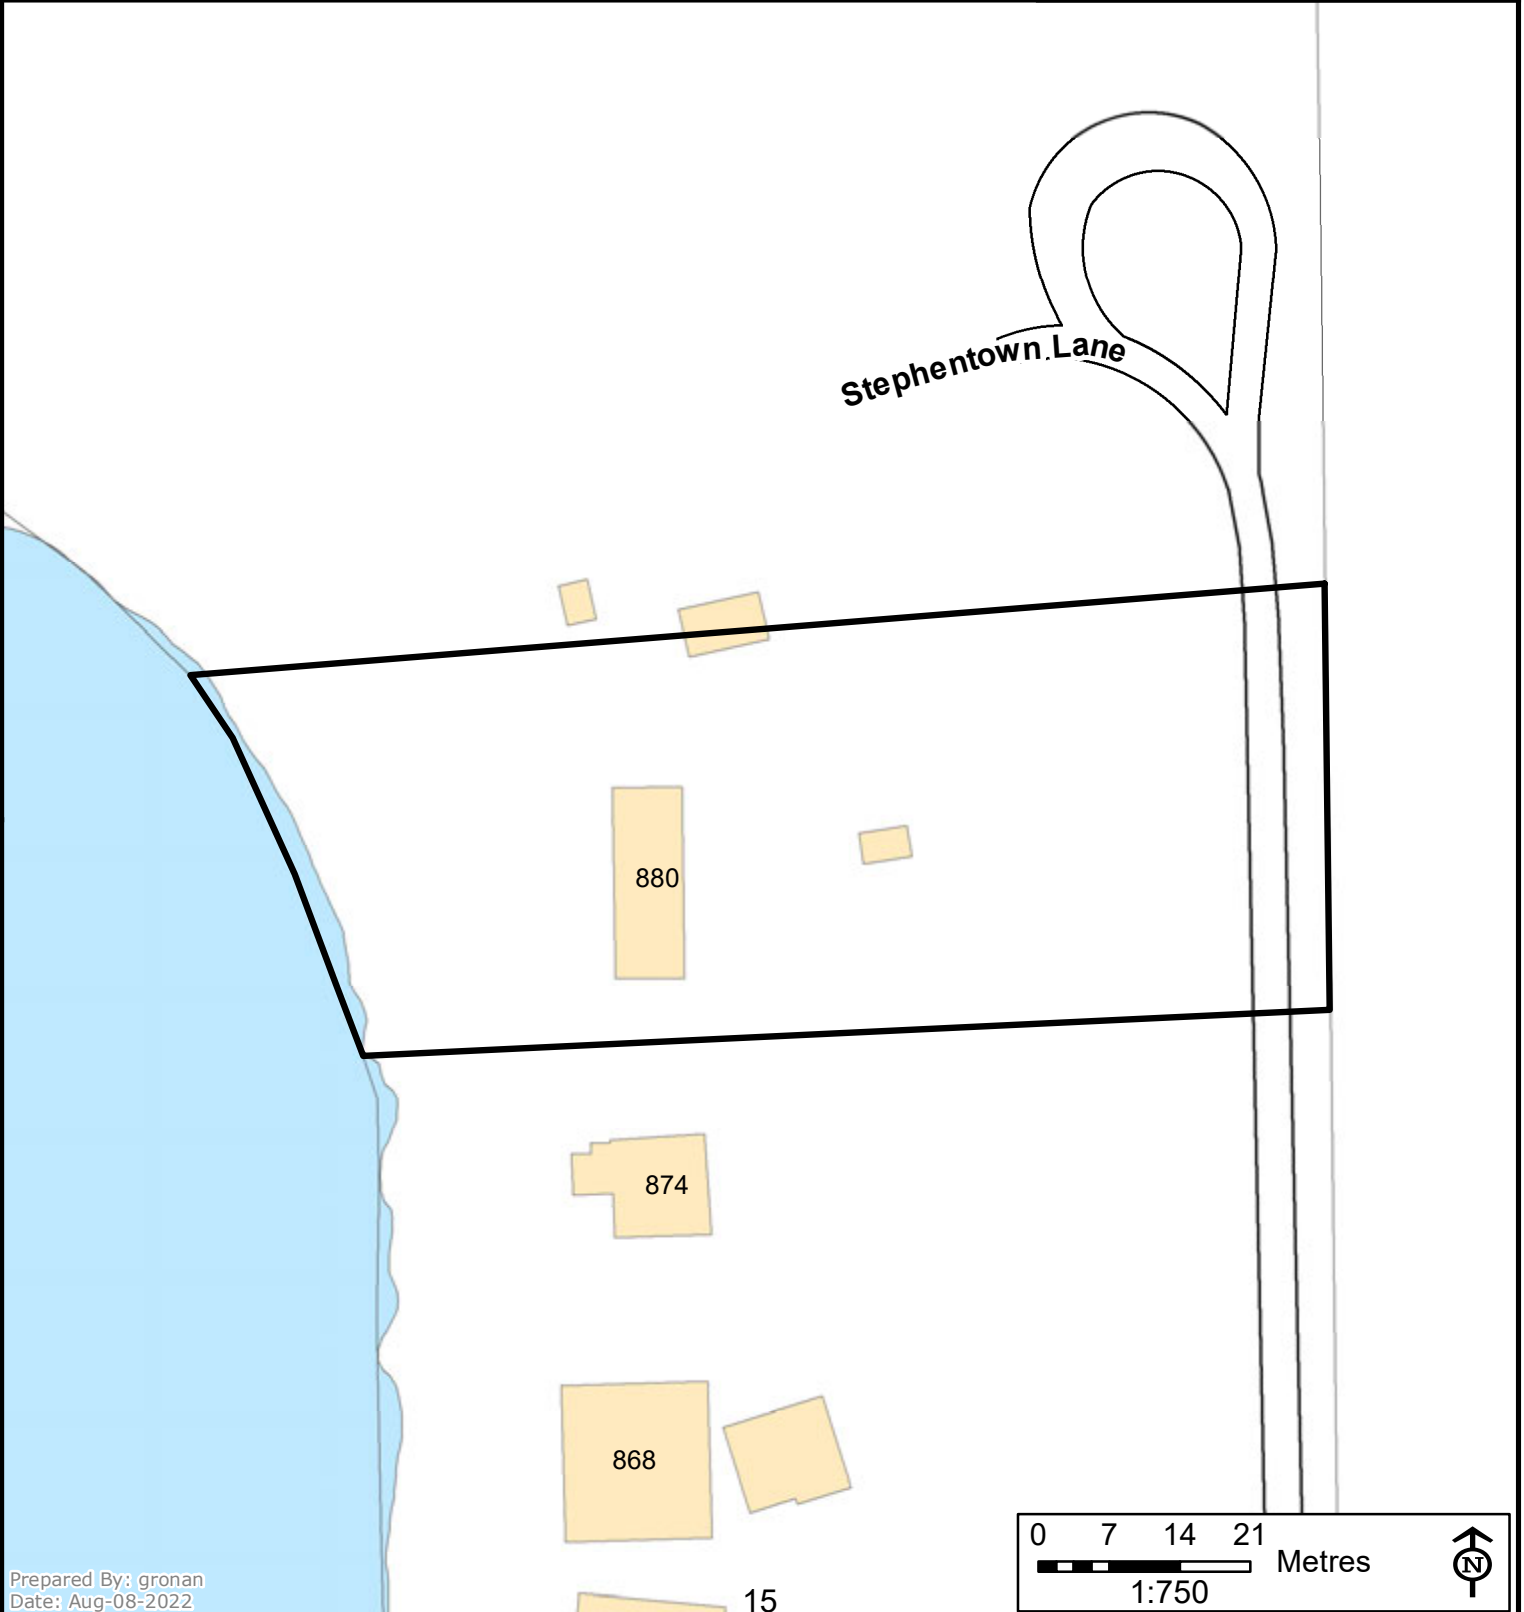 Stephentown Lane
880
874
868
15
0 7 14 21
Metres
1:750
N
Prepared By: gronan
Date: Aug-08-2022